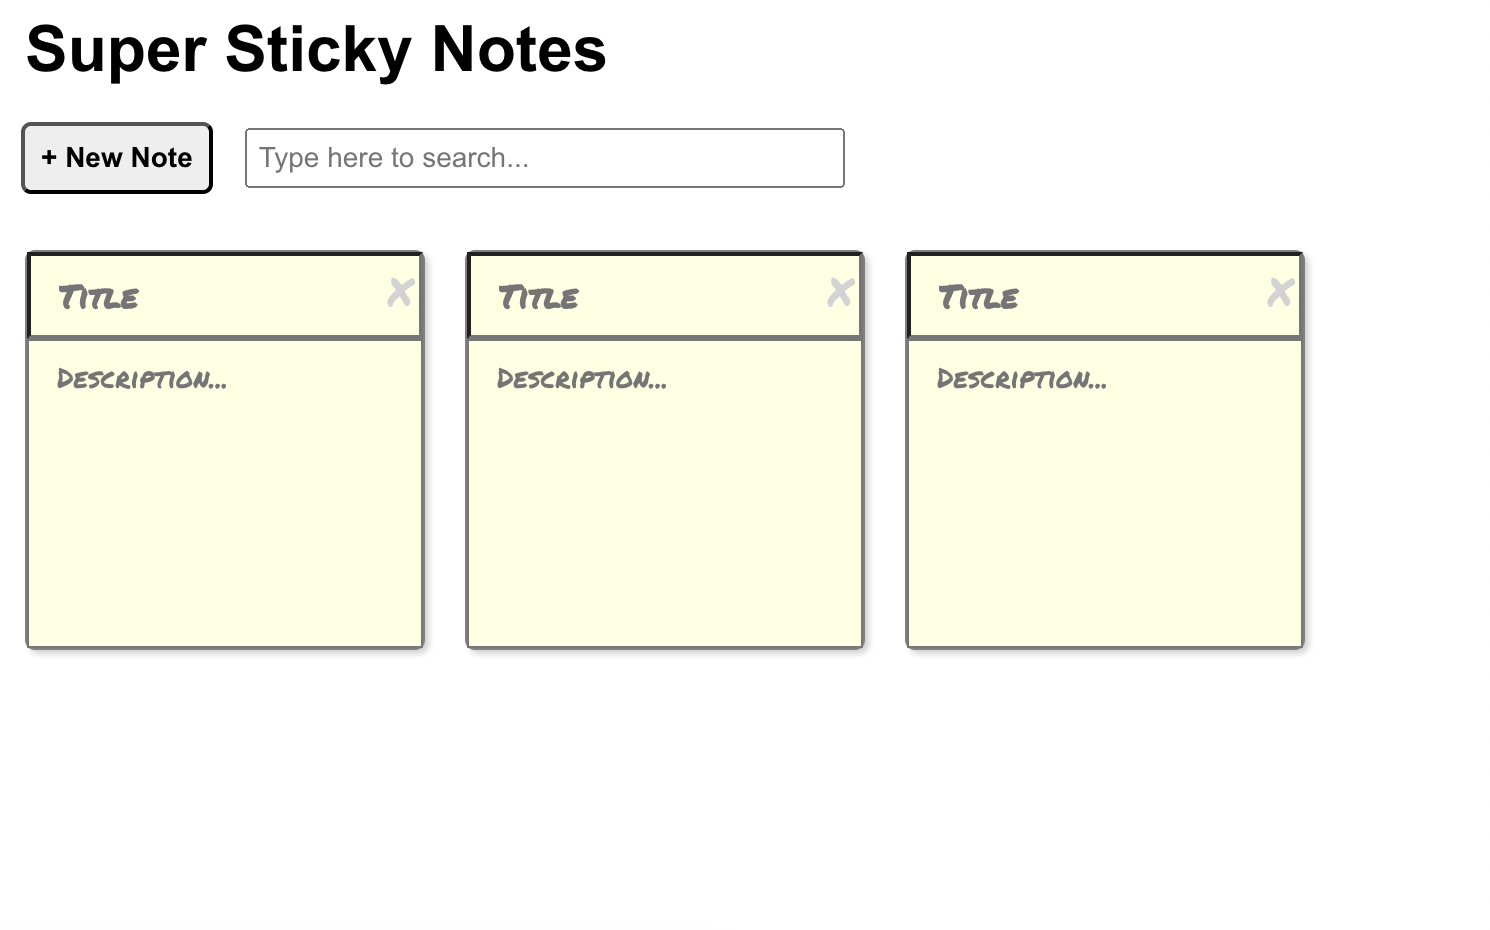 Super Sticky Notes
+ New Note
Type here to search...
Title ✘ Title ✘ Title ✘
Description... Description... Description...